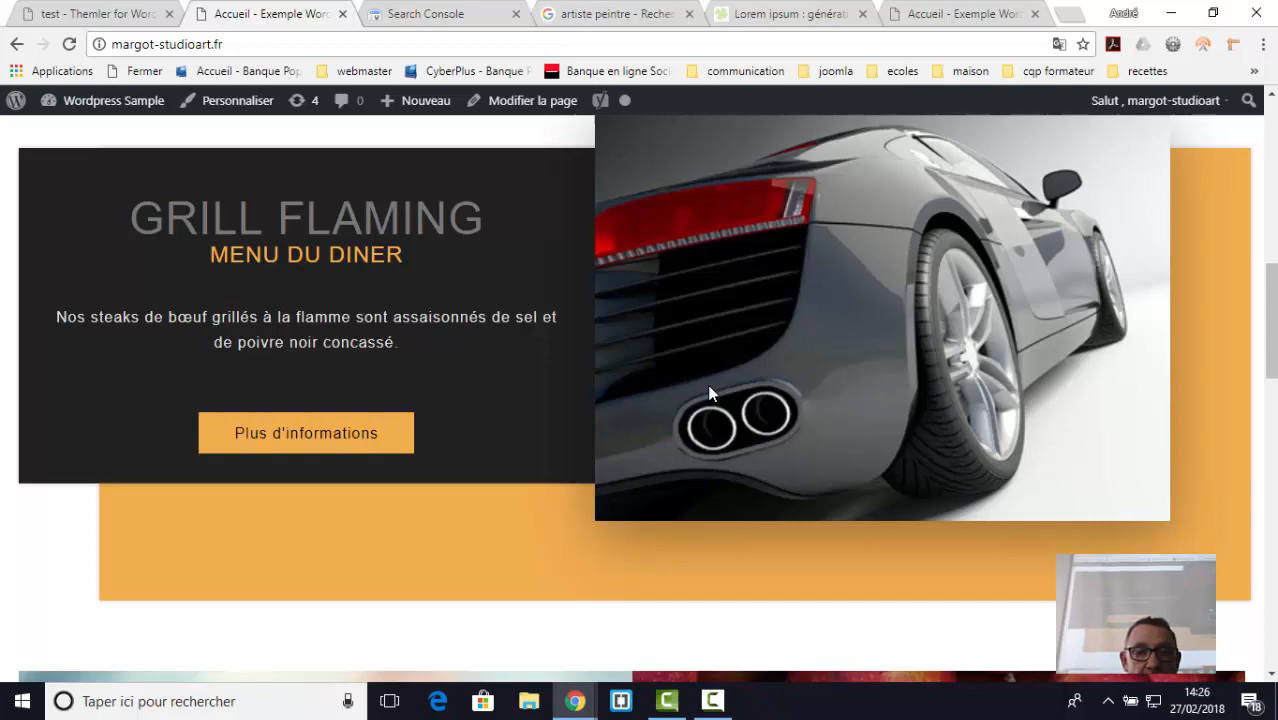 test - Themler for Word
Accueil - Exemple Word
Search Console
artiste peintre - Recher
Lorem ipsum : générat
Accueil - Exemple Word
André
margot-studioart.fr
Applications
Fermer
Accueil - Banque Pop
webmaster
CyberPlus - Banque P
Banque en ligne Soci
communication
joomla
ecoles
maison
cqp formateur
recettes
»
Wordpress Sample
Personnaliser
4
0
Nouveau
Modifier la page
Salut , margot-studioart
GRILL FLAMING
MENU DU DINER
Nos steaks de bœuf grillés à la flamme sont assaisonnés de sel et
de poivre noir concassé.
Plus d'informations
Taper ici pour rechercher
14:26
27/02/2018
18